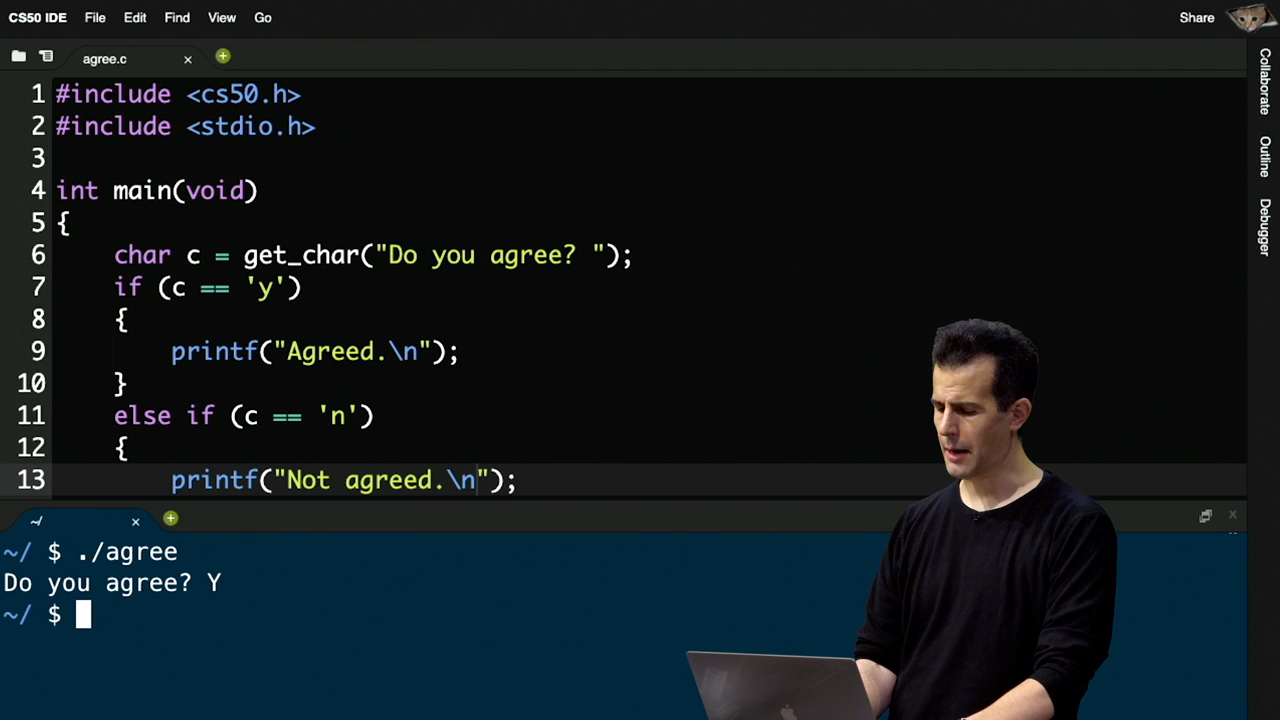 CS50 IDE File Edit Find View Go Share
agree.c
1 #include <cs50.h>
2 #include <stdio.h>
3
4 int main(void)
5 {
6 char c = get_char("Do you agree? ");
7 if (c == 'y')
8 {
9 printf("Agreed.\n");
10 }
11 else if (c == 'n')
12 {
13 printf("Not agreed.\n");
~/
~/ $ ./agree
Do you agree? Y
~/ $
Collaborate
Outline
Debugger